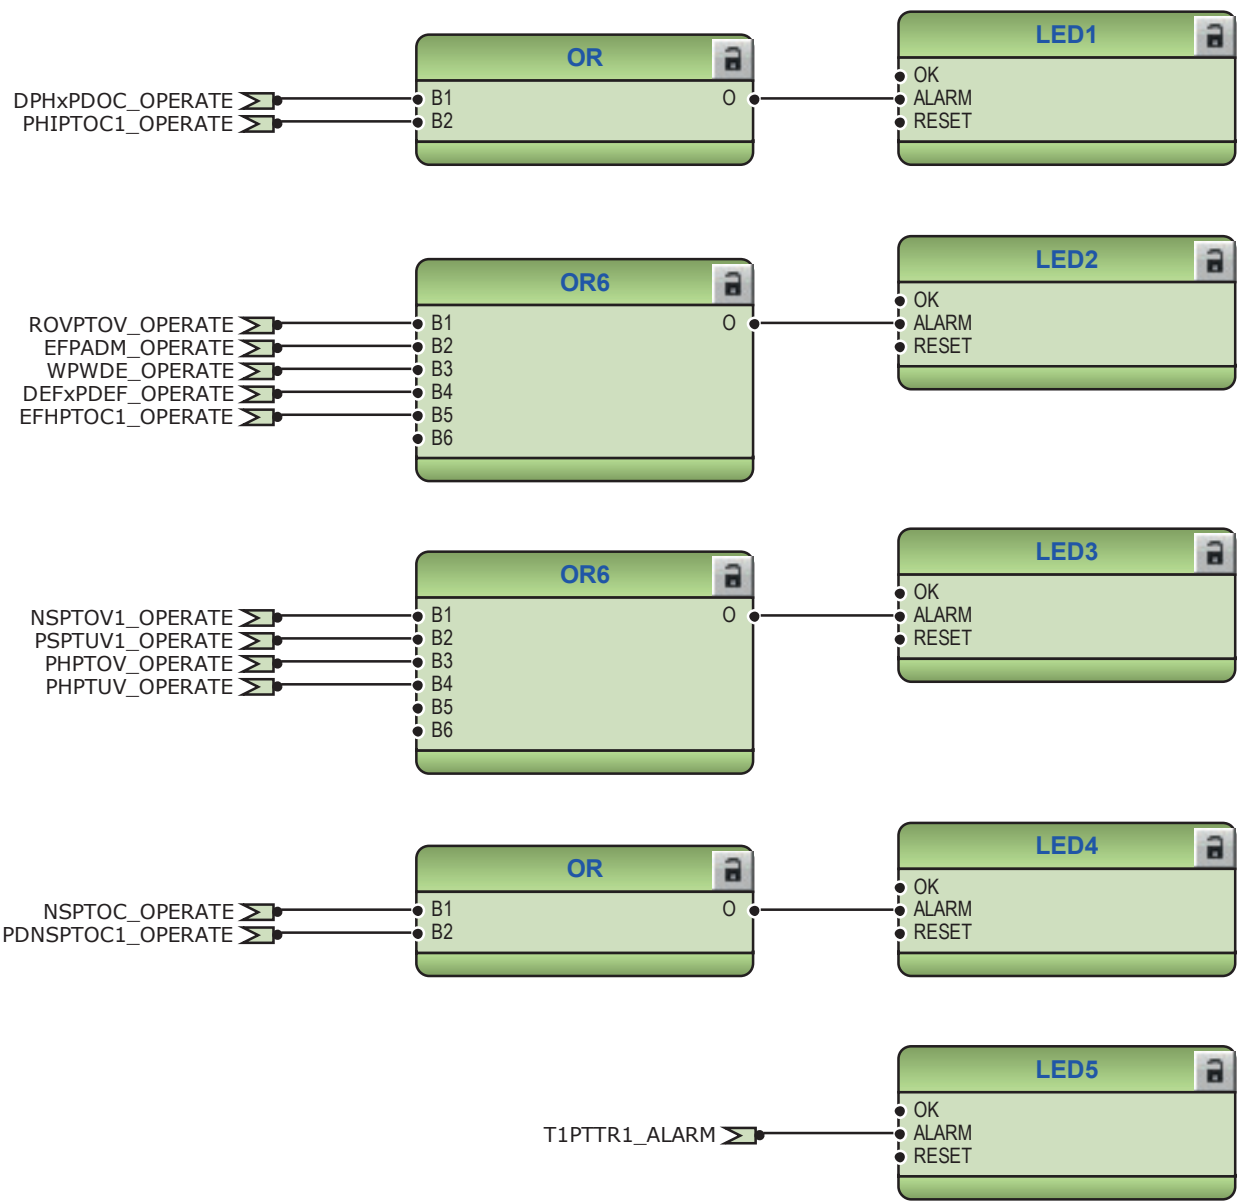 OR
LED1
OK
DPHxPDOC_OPERATE B1 O ALARM
PHIPTOC1_OPERATE B2 RESET
OR6
LED2
OK
ROVPTOV_OPERATE B1 O ALARM
EFPADM_OPERATE B2 RESET
WPWDE_OPERATE B3
DEFxPDEF_OPERATE B4
EFHPTOC1_OPERATE B5
B6
OR6
LED3
OK
NSPTOV1_OPERATE B1 O ALARM
PSPTUV1_OPERATE B2 RESET
PHPTOV_OPERATE B3
PHPTUV_OPERATE B4
B5
B6
OR
LED4
OK
NSPTOC_OPERATE B1 O ALARM
PDNSPTOC1_OPERATE B2 RESET
LED5
OK
T1PTTR1_ALARM ALARM
RESET